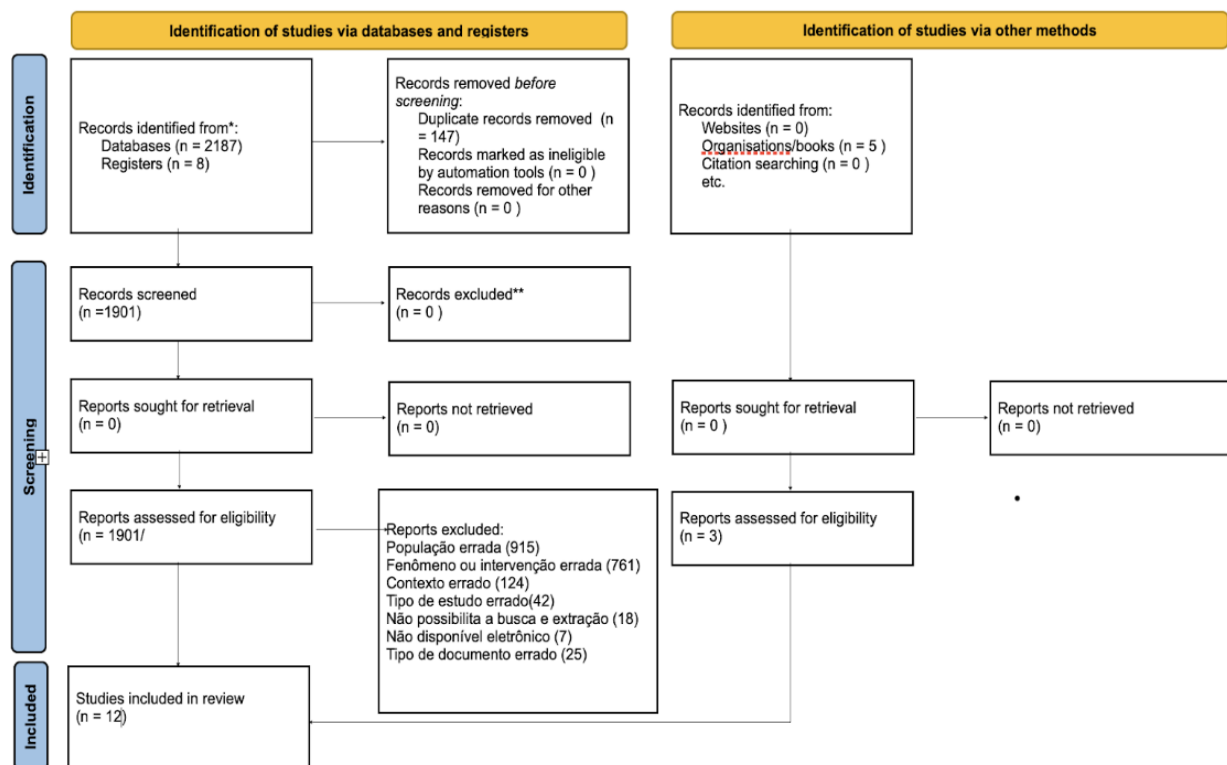 Identification of studies via databases and registers
Identification of studies via other methods
Identification
Records identified from*:
Databases (n = 2187)
Registers (n = 8)
Records removed before
screening:
Duplicate records removed (n
= 147)
Records marked as ineligible
by automation tools (n = 0 )
Records removed for other
reasons (n = 0 )
Records identified from:
Websites (n = 0)
Organisations/books (n = 5 )
Citation searching (n = 0 )
etc.
Screening
Records screened
(n =1901)
Records excluded**
(n = 0 )
Reports sought for retrieval
(n = 0)
Reports not retrieved
(n = 0)
Reports sought for retrieval
(n = 0 )
Reports not retrieved
(n = 0)
Reports assessed for eligibility
(n = 1901/
Reports excluded:
População errada (915)
Fenômeno ou intervenção errada (761)
Contexto errado (124)
Tipo de estudo errado(42)
Não possibilita a busca e extração (18)
Não disponível eletrônico (7)
Tipo de documento errado (25)
Reports assessed for eligibility
(n = 3)
Included
Studies included in review
(n = 12)